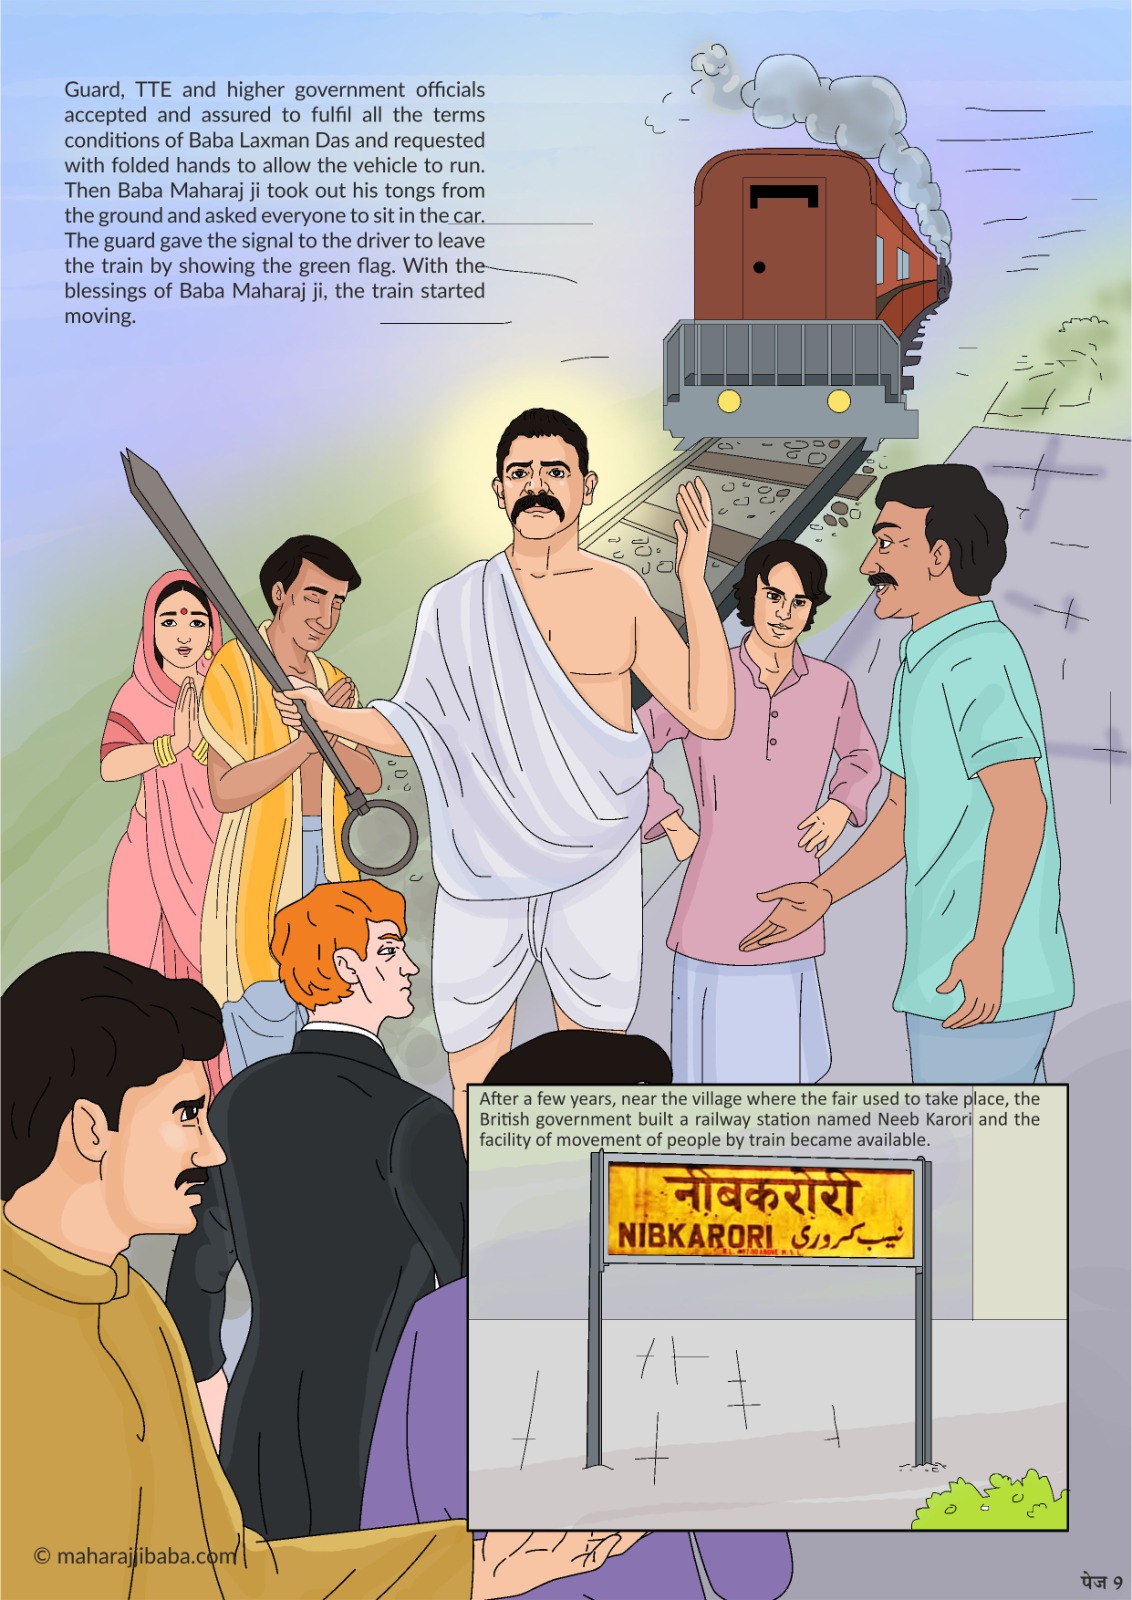 Guard, TTE and higher government officials
accepted and assured to fulfil all the terms
conditions of Baba Laxman Das and requested
with folded hands to allow the vehicle to run.
Then Baba Maharaj ji took out his tongs from
the ground and asked everyone to sit in the car.
The guard gave the signal to the driver to leave
the train by showing the green flag. With the
blessings of Baba Maharaj ji, the train started
moving.
After a few years, near the village where the fair used to take place, the
British government built a railway station named Neeb Karori and the
facility of movement of people by train became available.
नीबकरोरी
NIBKARORI نیب کروری
© maharajjibaba.com
पेज 9